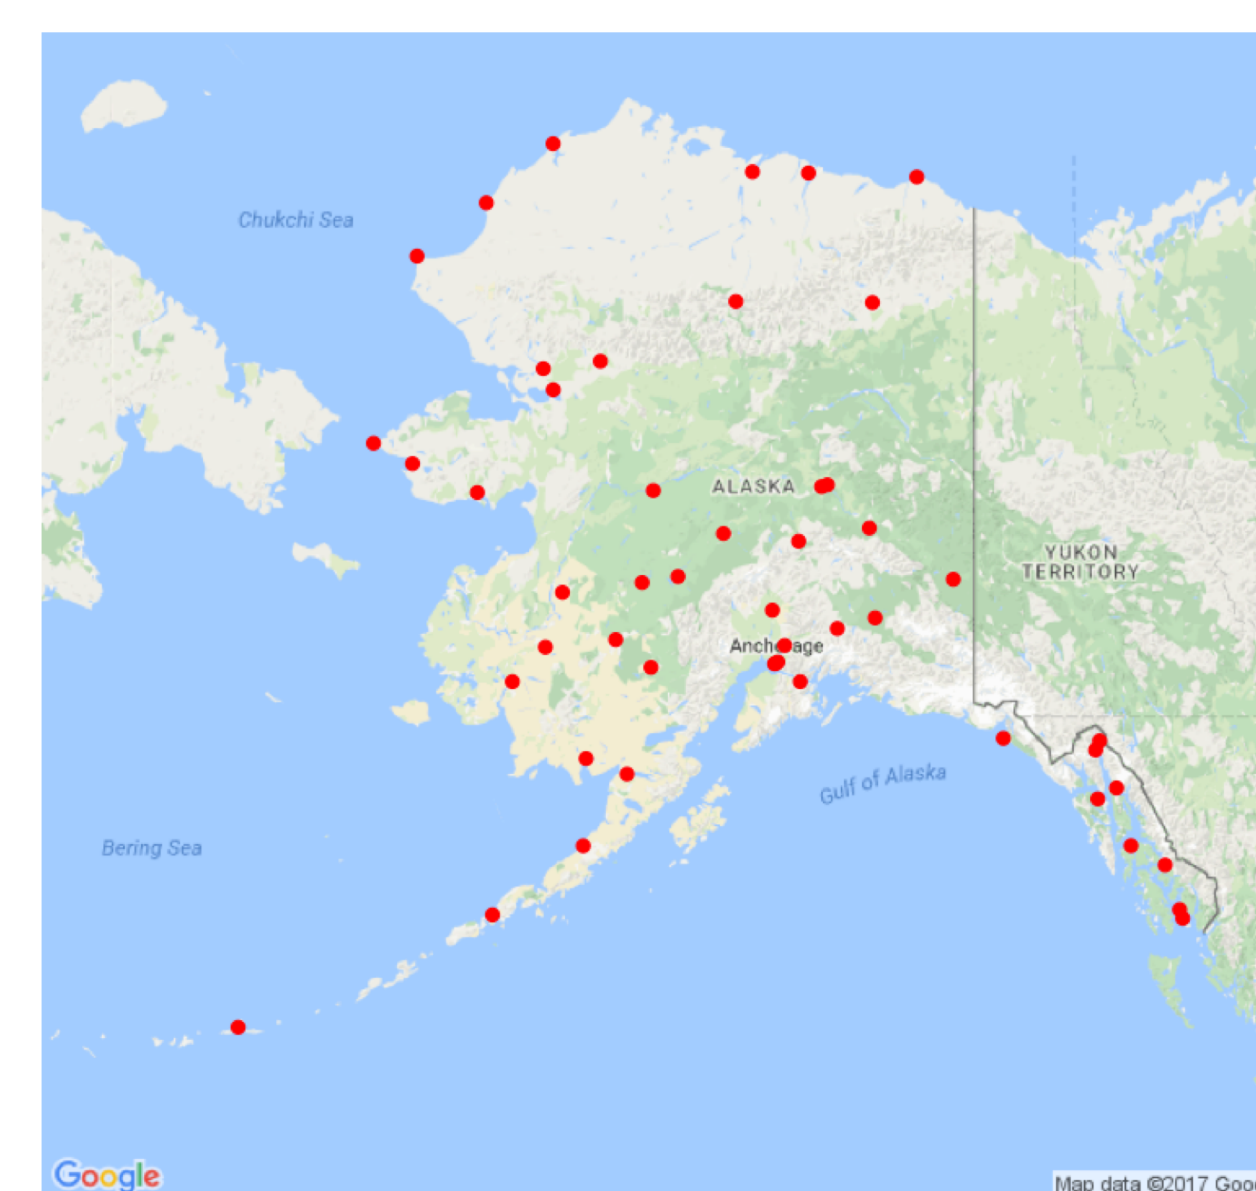 Chukchi Sea
ALASKA
YUKON
TERRITORY
Anchorage
Gulf of Alaska
Bering Sea
Google
Map data ©2017 Goo